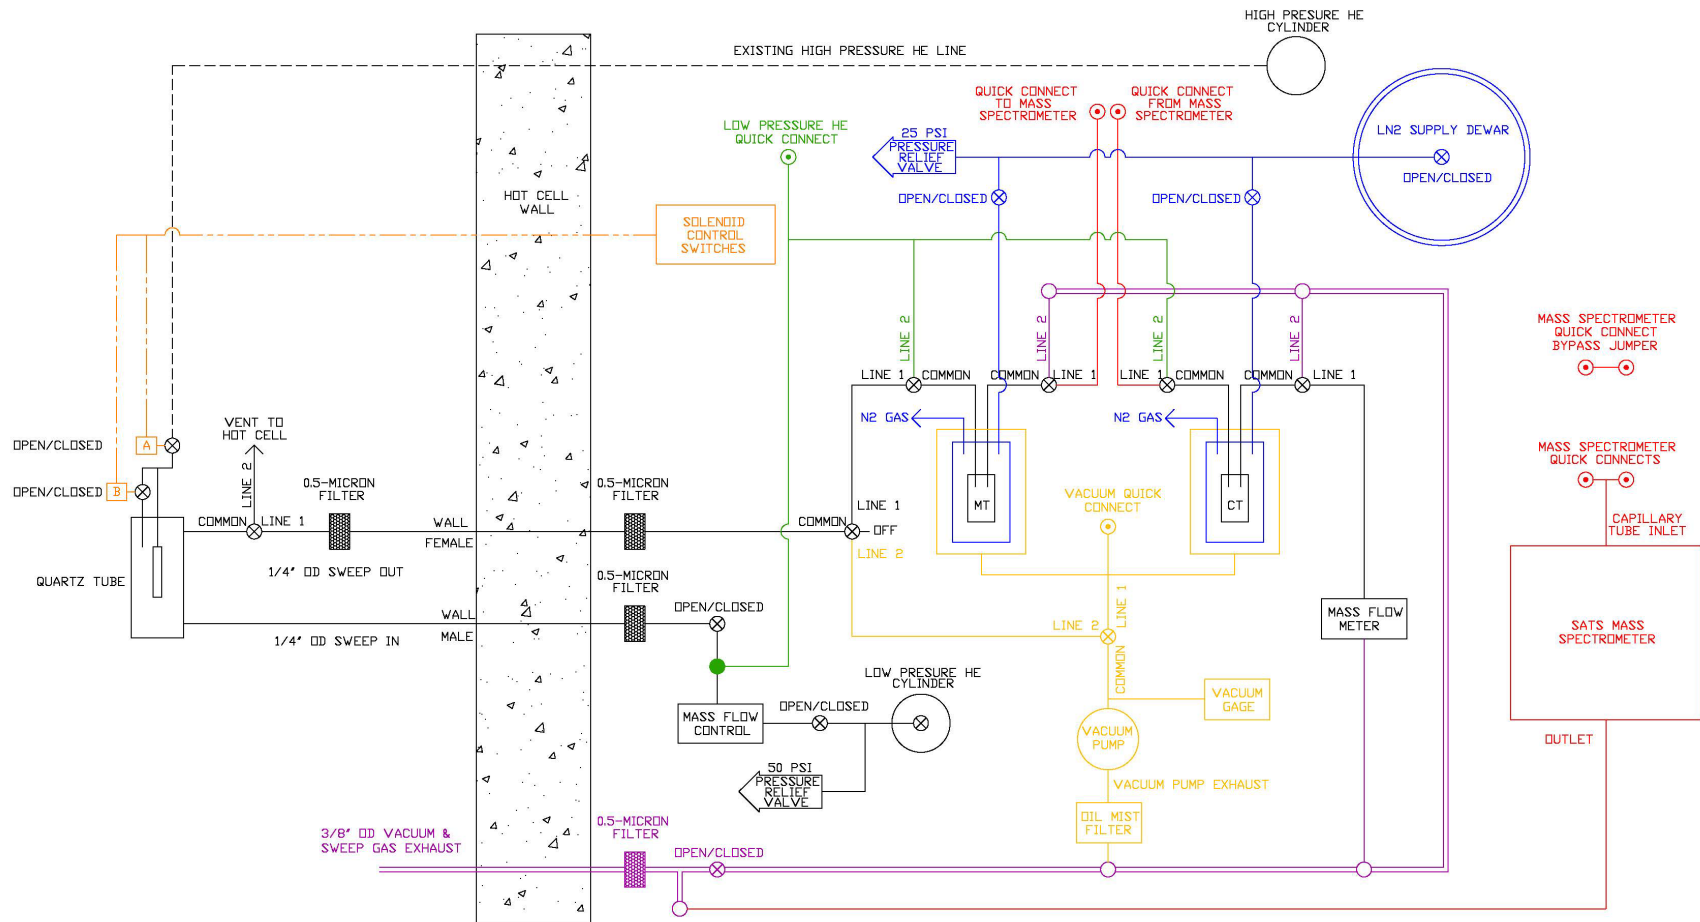 HIGH PRESURE HE
CYLINDER
EXISTING HIGH PRESSURE HE LINE
QUICK CONNECT
TO MASS
SPECTROMETER
QUICK CONNECT
FROM MASS
SPECTROMETER
LOW PRESSURE HE
QUICK CONNECT
25 PSI
PRESSURE
RELIEF
VALVE
LN2 SUPPLY DEWAR
OPEN/CLOSED
OPEN/CLOSED
OPEN/CLOSED
HOT CELL
WALL
SOLENOID
CONTROL
SWITCHES
LINE 2
LINE 2
LINE 2
LINE 2
MASS SPECTROMETER
QUICK CONNECT
BYPASS JUMPER
LINE 1
COMMON
COMMON
LINE 1
LINE 1
COMMON
COMMON
LINE 1
N2 GAS
N2 GAS
VENT TO
HOT CELL
OPEN/CLOSED
A
LINE 2
OPEN/CLOSED
B
0.5-MICRON
FILTER
0.5-MICRON
FILTER
MASS SPECTROMETER
QUICK CONNECTS
VACUUM QUICK
CONNECT
MT
CT
LINE 1
COMMON
LINE 1
WALL
FEMALE
COMMON
OFF
LINE 2
CAPILLARY
TUBE INLET
QUARTZ TUBE
1/4" OD SWEEP OUT
0.5-MICRON
FILTER
OPEN/CLOSED
WALL
MALE
1/4" OD SWEEP IN
LINE 1
LINE 2
COMMON
MASS FLOW
METER
SATS MASS
SPECTROMETER
LOW PRESURE HE
CYLINDER
MASS FLOW
CONTROL
OPEN/CLOSED
VACUUM
GAGE
VACUUM
PUMP
OUTLET
50 PSI
PRESSURE
RELIEF
VALVE
VACUUM PUMP EXHAUST
OIL MIST
FILTER
3/8" OD VACUUM &
SWEEP GAS EXHAUST
0.5-MICRON
FILTER
OPEN/CLOSED